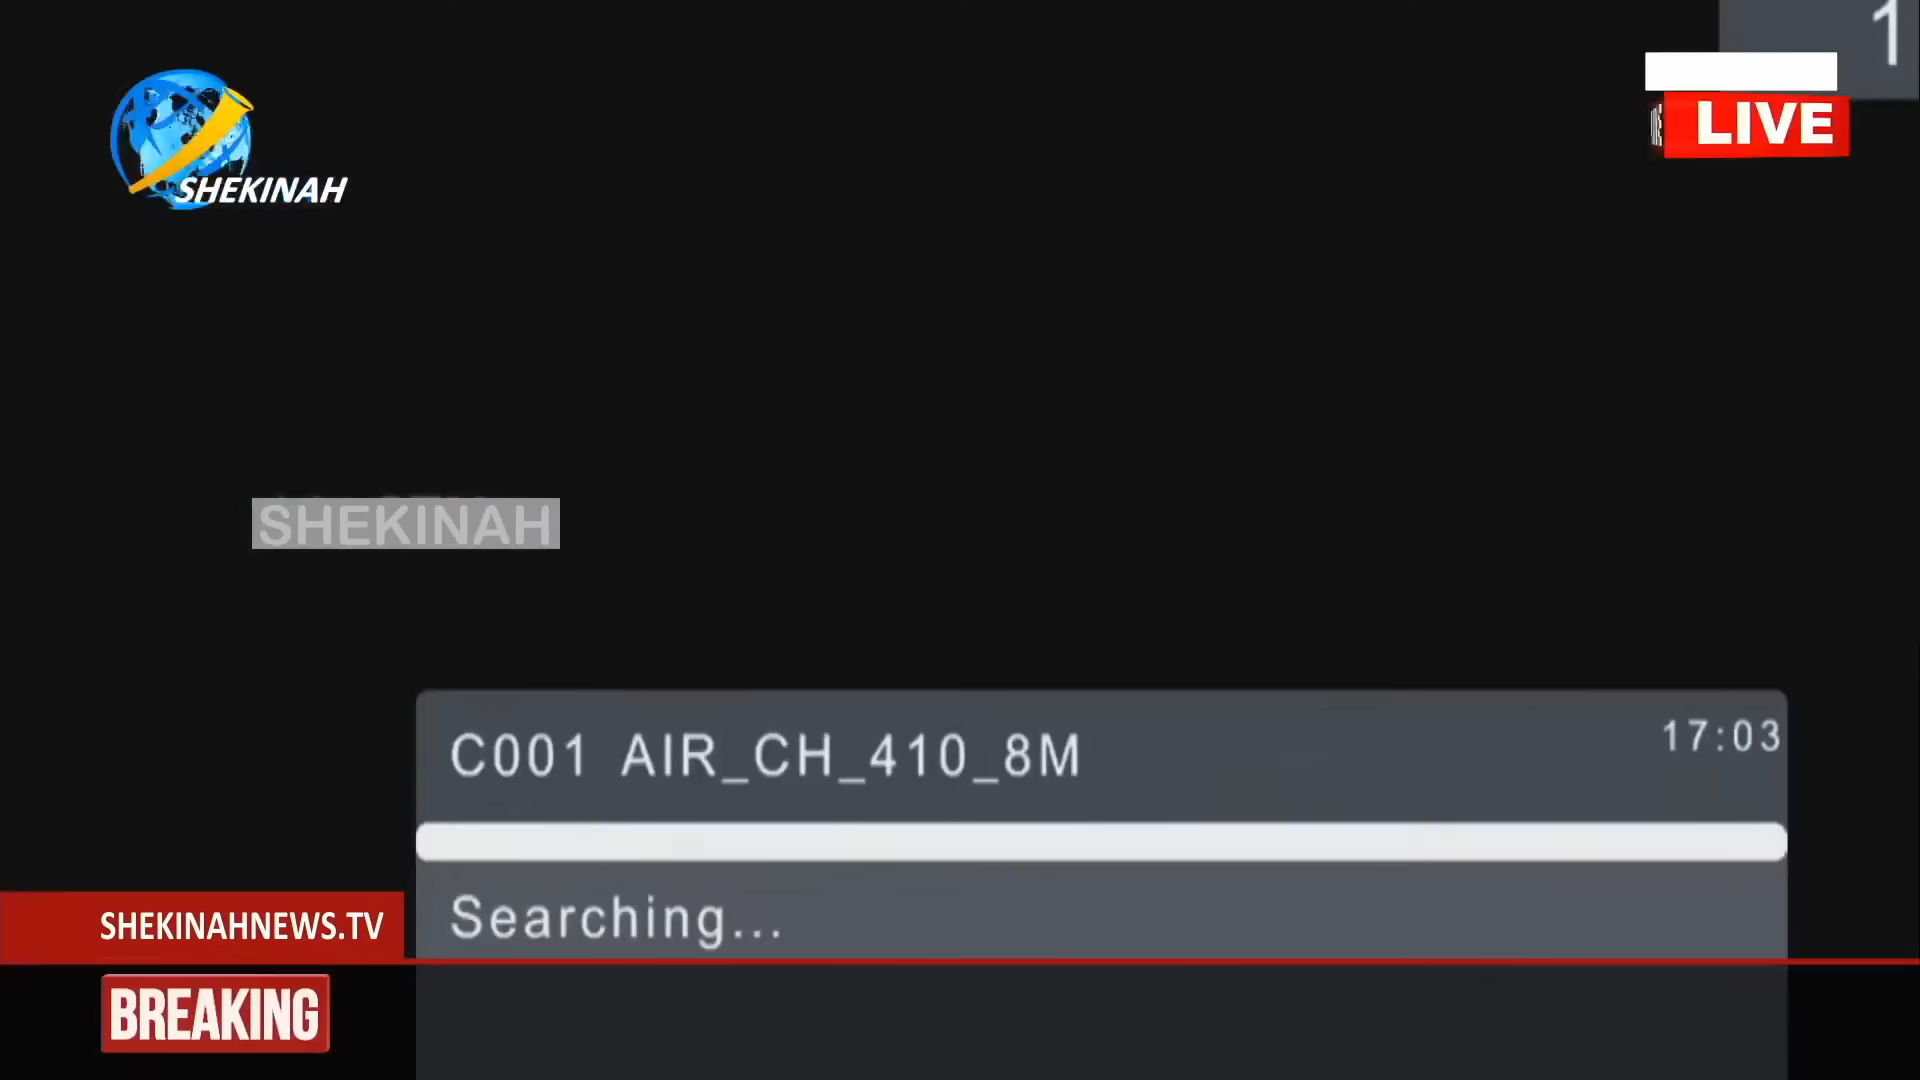 1
LIVE
SHEKINAH
SHEKINAH
C001 AIR_CH_410_8M
17:03
Searching...
SHEKINAHNEWS.TV
BREAKING